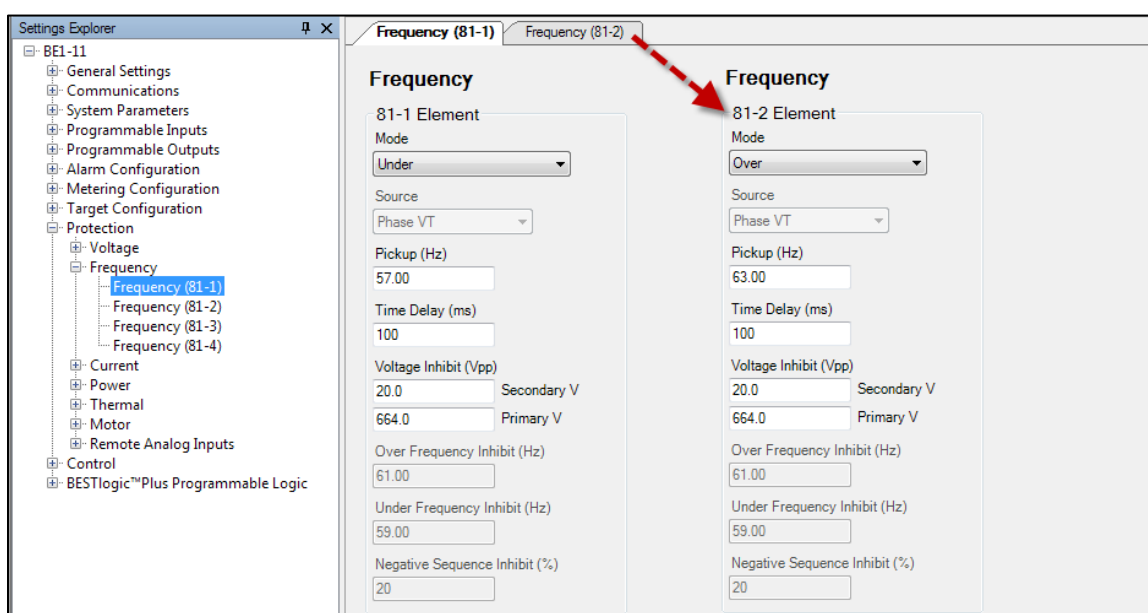 Settings Explorer
BE1-11
General Settings
Communications
System Parameters
Programmable Inputs
Programmable Outputs
Alarm Configuration
Metering Configuration
Target Configuration
Protection
Voltage
Frequency
Frequency (81-1)
Frequency (81-2)
Frequency (81-3)
Frequency (81-4)
Current
Power
Thermal
Motor
Remote Analog Inputs
Control
BESTlogic™Plus Programmable Logic
Frequency (81-1)
Frequency (81-2)
Frequency
81-1 Element
Mode
Under
Source
Phase VT
Pickup (Hz)
57.00
Time Delay (ms)
100
Voltage Inhibit (Vpp)
20.0 Secondary V
664.0 Primary V
Over Frequency Inhibit (Hz)
61.00
Under Frequency Inhibit (Hz)
59.00
Negative Sequence Inhibit (%)
20
Frequency
81-2 Element
Mode
Over
Source
Phase VT
Pickup (Hz)
63.00
Time Delay (ms)
100
Voltage Inhibit (Vpp)
20.0 Secondary V
664.0 Primary V
Over Frequency Inhibit (Hz)
61.00
Under Frequency Inhibit (Hz)
59.00
Negative Sequence Inhibit (%)
20